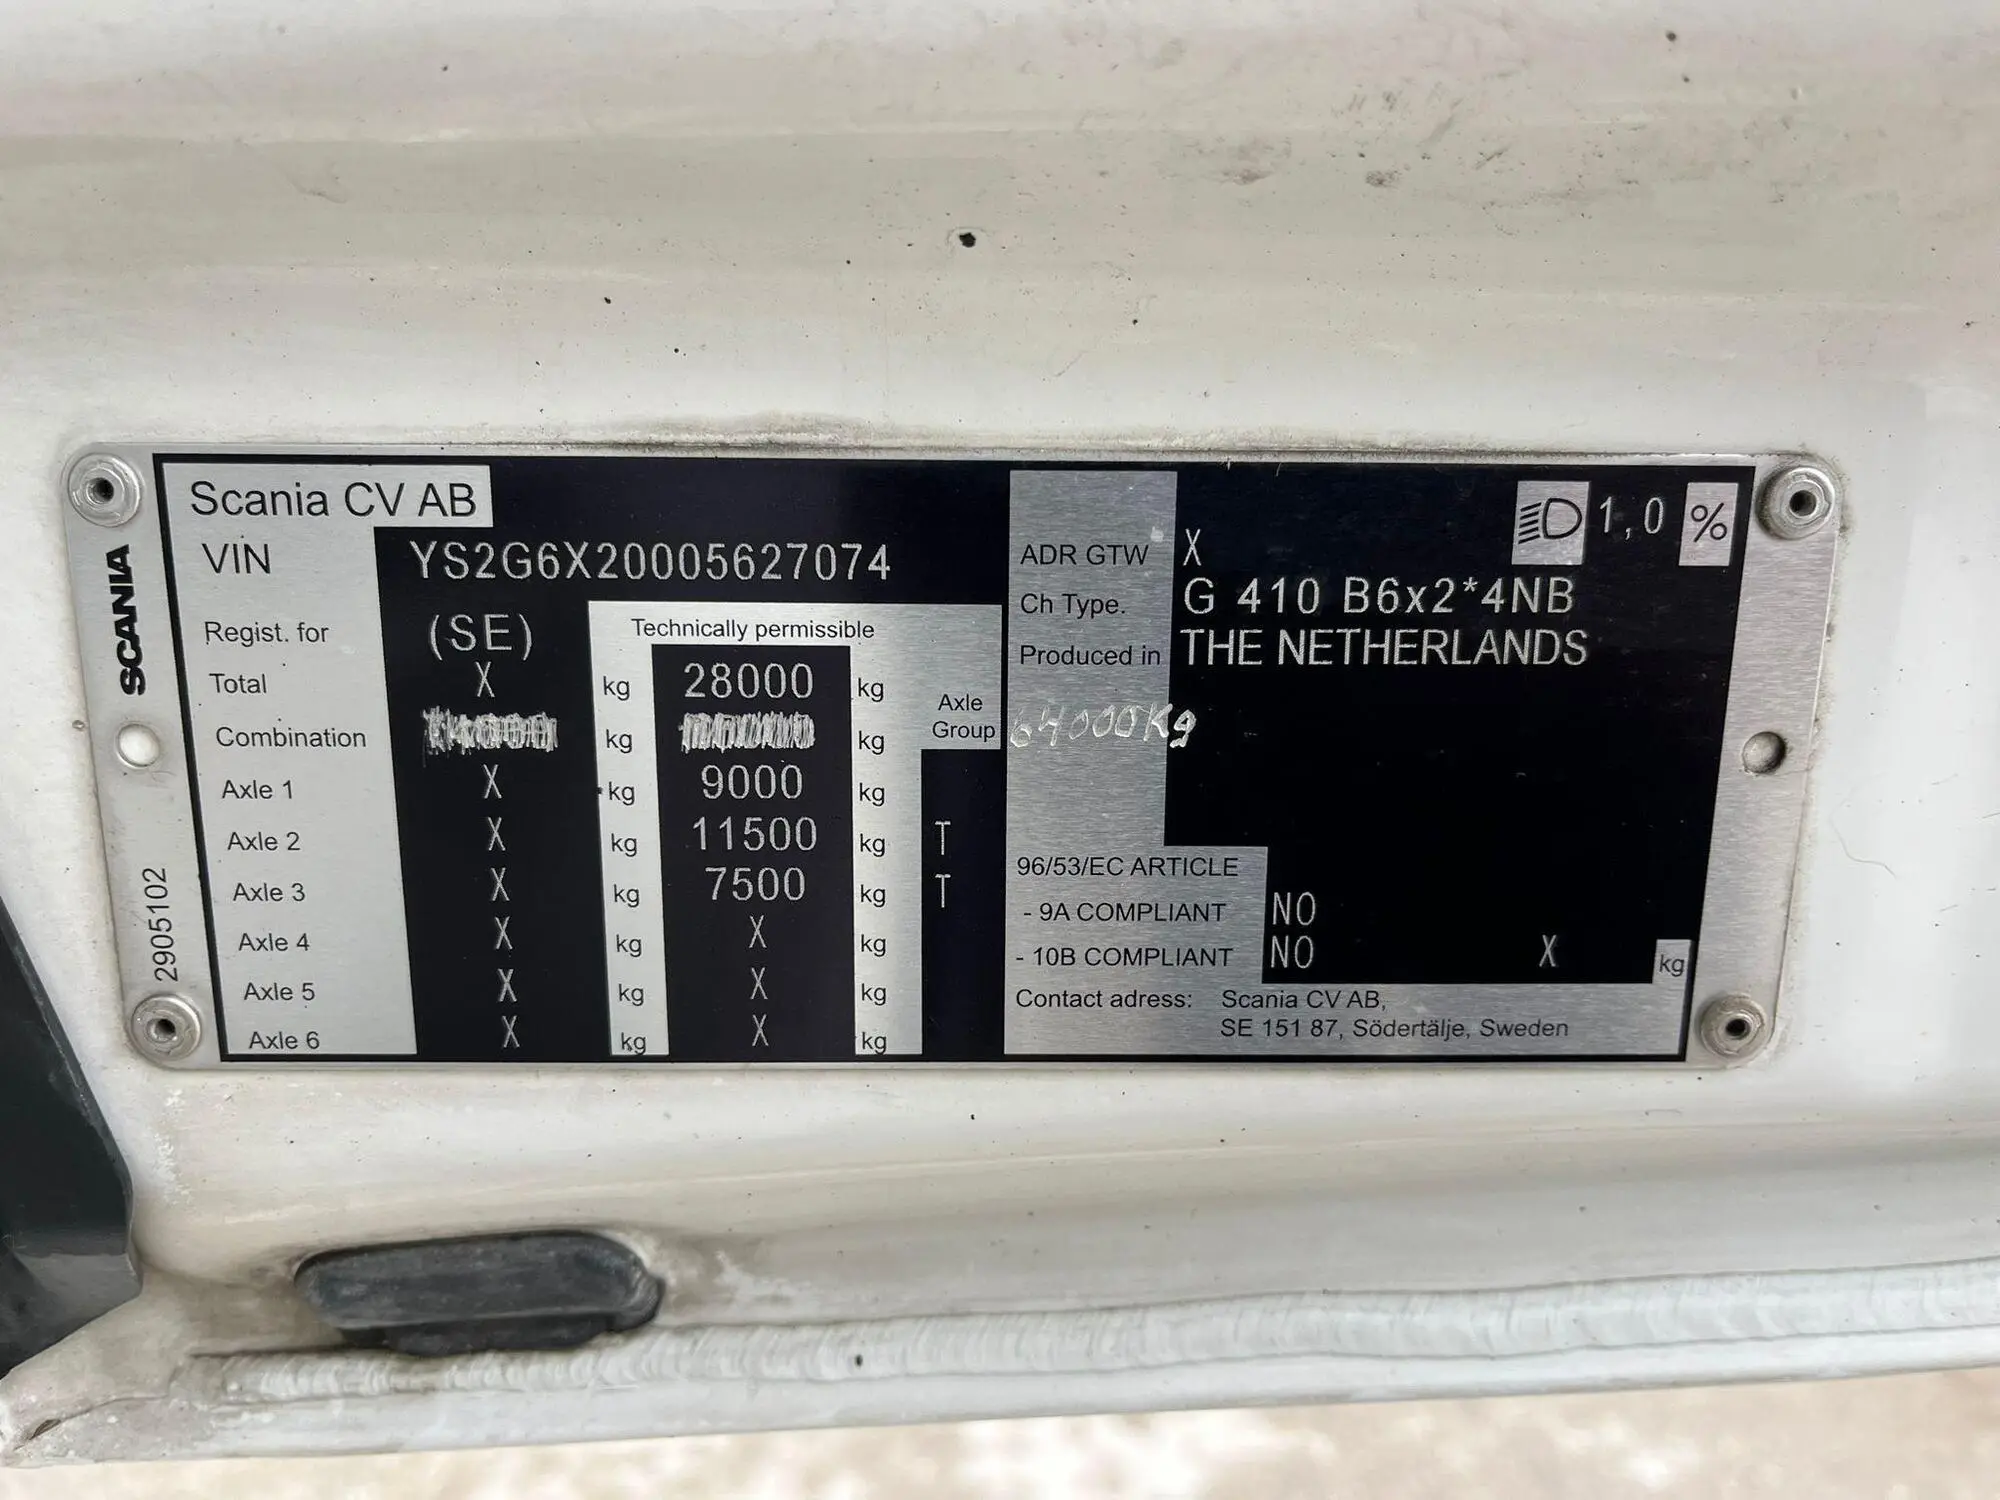 Scania CV AB
VIN YS2G6X20005627074
Regist. for (SE)
Technically permissible
Total X kg 28000 kg
Axle Group
Combination kg kg 64000Kg
Axle 1 X kg 9000 kg
Axle 2 X kg 11500 kg T
Axle 3 X kg 7500 kg T
Axle 4 X kg X kg
Axle 5 X kg X kg
Axle 6 X kg X kg
SCANIA
2905102
1,0 %
ADR GTW X
Ch Type. G 410 B6x2*4NB
Produced in THE NETHERLANDS
96/53/EC ARTICLE
- 9A COMPLIANT NO
- 10B COMPLIANT NO X kg
Contact adress: Scania CV AB,
SE 151 87, Södertälje, Sweden